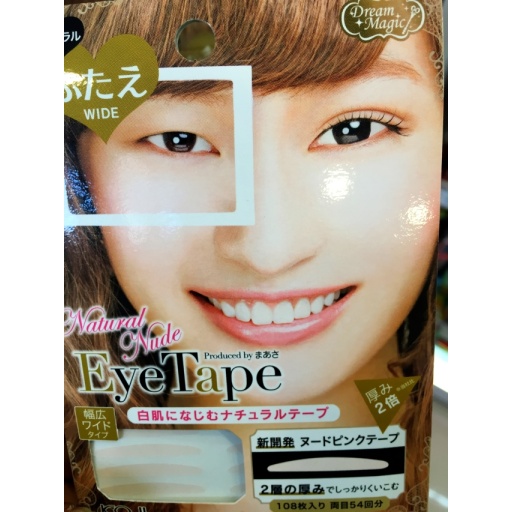 Dream
Magic
ラル
ふたえ
WIDE
Natural
Nude
Produced by まあさ
EyeTape
白肌になじむナチュラルテープ
厚み
2倍
幅広
ワイド
タイプ
新開発 ヌードピンクテープ
2層の厚みでしっかりくいこむ
108枚入り 両目54回分